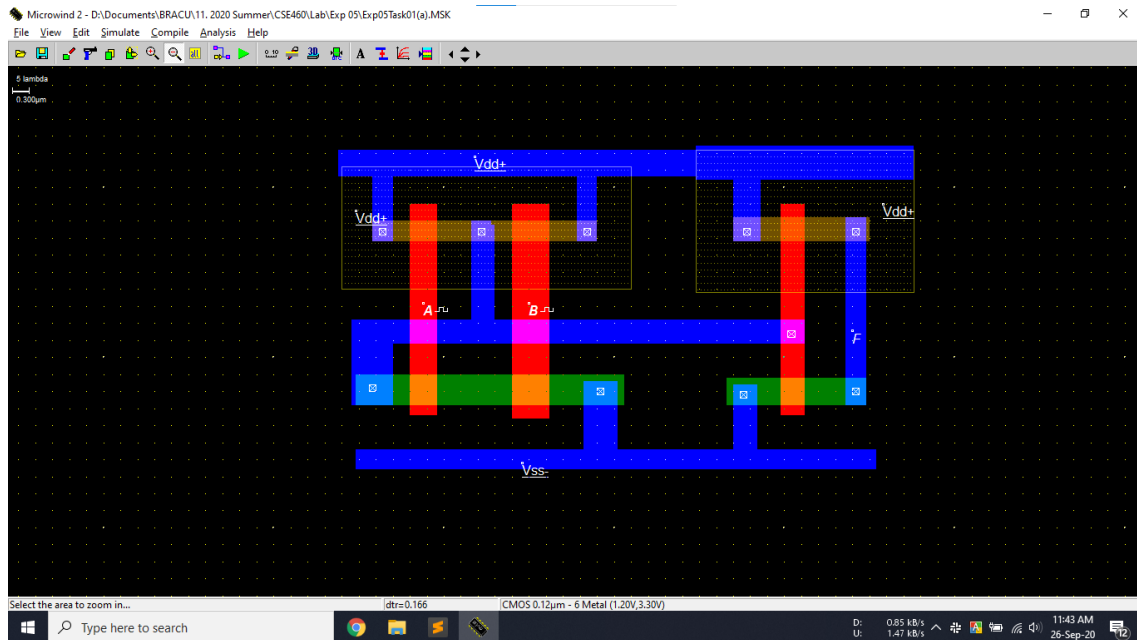 Microwind 2 - D:\Documents\BRACU\11. 2020 Summer\CSE460\Lab\Exp 05\Exp05Task01(a).MSK
File View Edit Simulate Compile Analysis Help
5 lambda
0.300µm
Vdd+
Vdd+
Vdd+
A
B
F
Vss-
Select the area to zoom in...
dtr=0.166
CMOS 0.12µm - 6 Metal (1.20V,3.30V)
Type here to search
D: 0.85 kB/s
U: 1.47 kB/s
11:43 AM
26-Sep-20
12